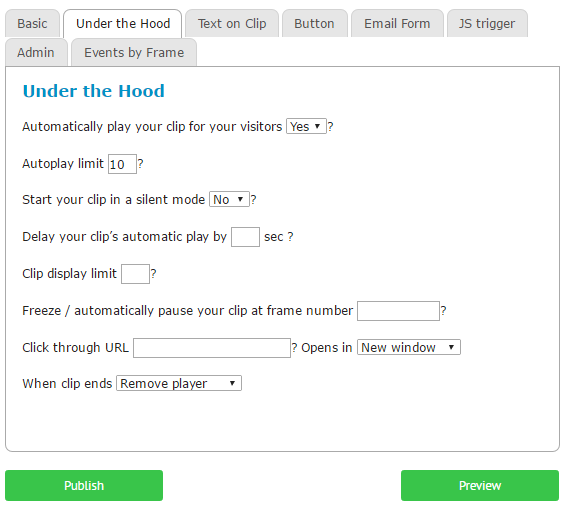 Basic Under the Hood Text on Clip Button Email Form JS trigger
Admin Events by Frame
Under the Hood
Automatically play your clip for your visitors Yes ?
Autoplay limit 10 ?
Start your clip in a silent mode No ?
Delay your clip's automatic play by sec ?
Clip display limit ?
Freeze / automatically pause your clip at frame number ?
Click through URL ? Opens in New window
When clip ends Remove player
Publish Preview